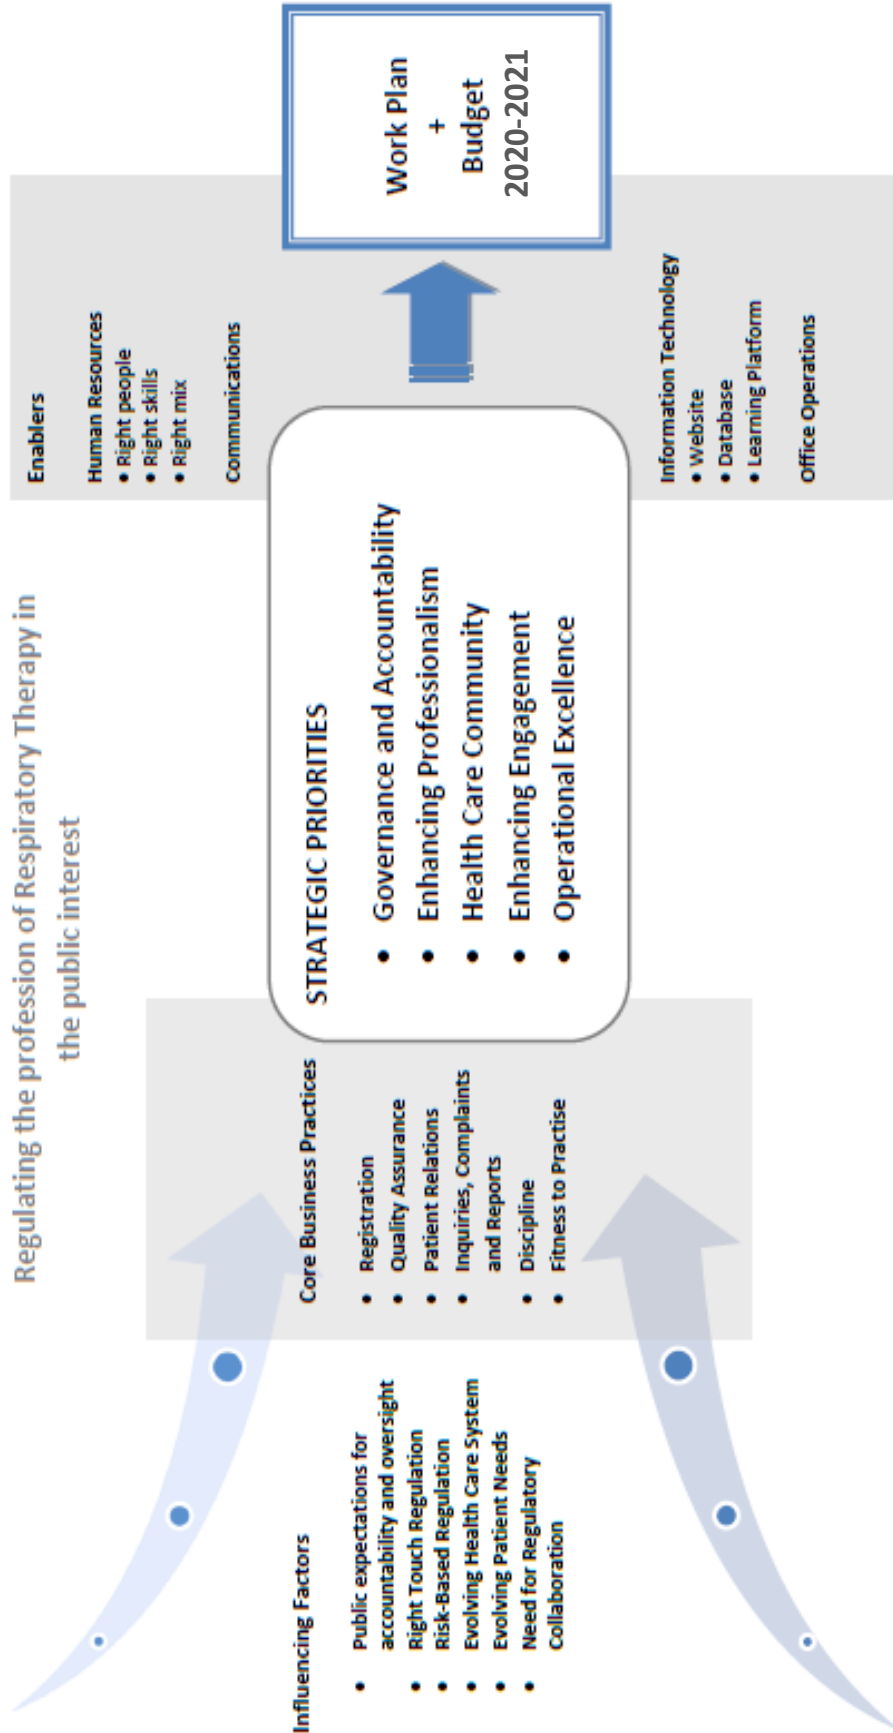 Regulating the profession of Respiratory Therapy in
the public interest
Influencing Factors
• Public expectations for
accountability and oversight
• Right Touch Regulation
• Risk-Based Regulation
• Evolving Health Care System
• Evolving Patient Needs
• Need for Regulatory
Collaboration
Core Business Practices
• Registration
• Quality Assurance
• Patient Relations
• Inquiries, Complaints
and Reports
• Discipline
• Fitness to Practise
STRATEGIC PRIORITIES
• Governance and Accountability
• Enhancing Professionalism
• Health Care Community
• Enhancing Engagement
• Operational Excellence
Enablers
Human Resources
• Right people
• Right skills
• Right mix
Communications
Information Technology
• Website
• Database
• Learning Platform
Office Operations
Work Plan
+
Budget
2020-2021